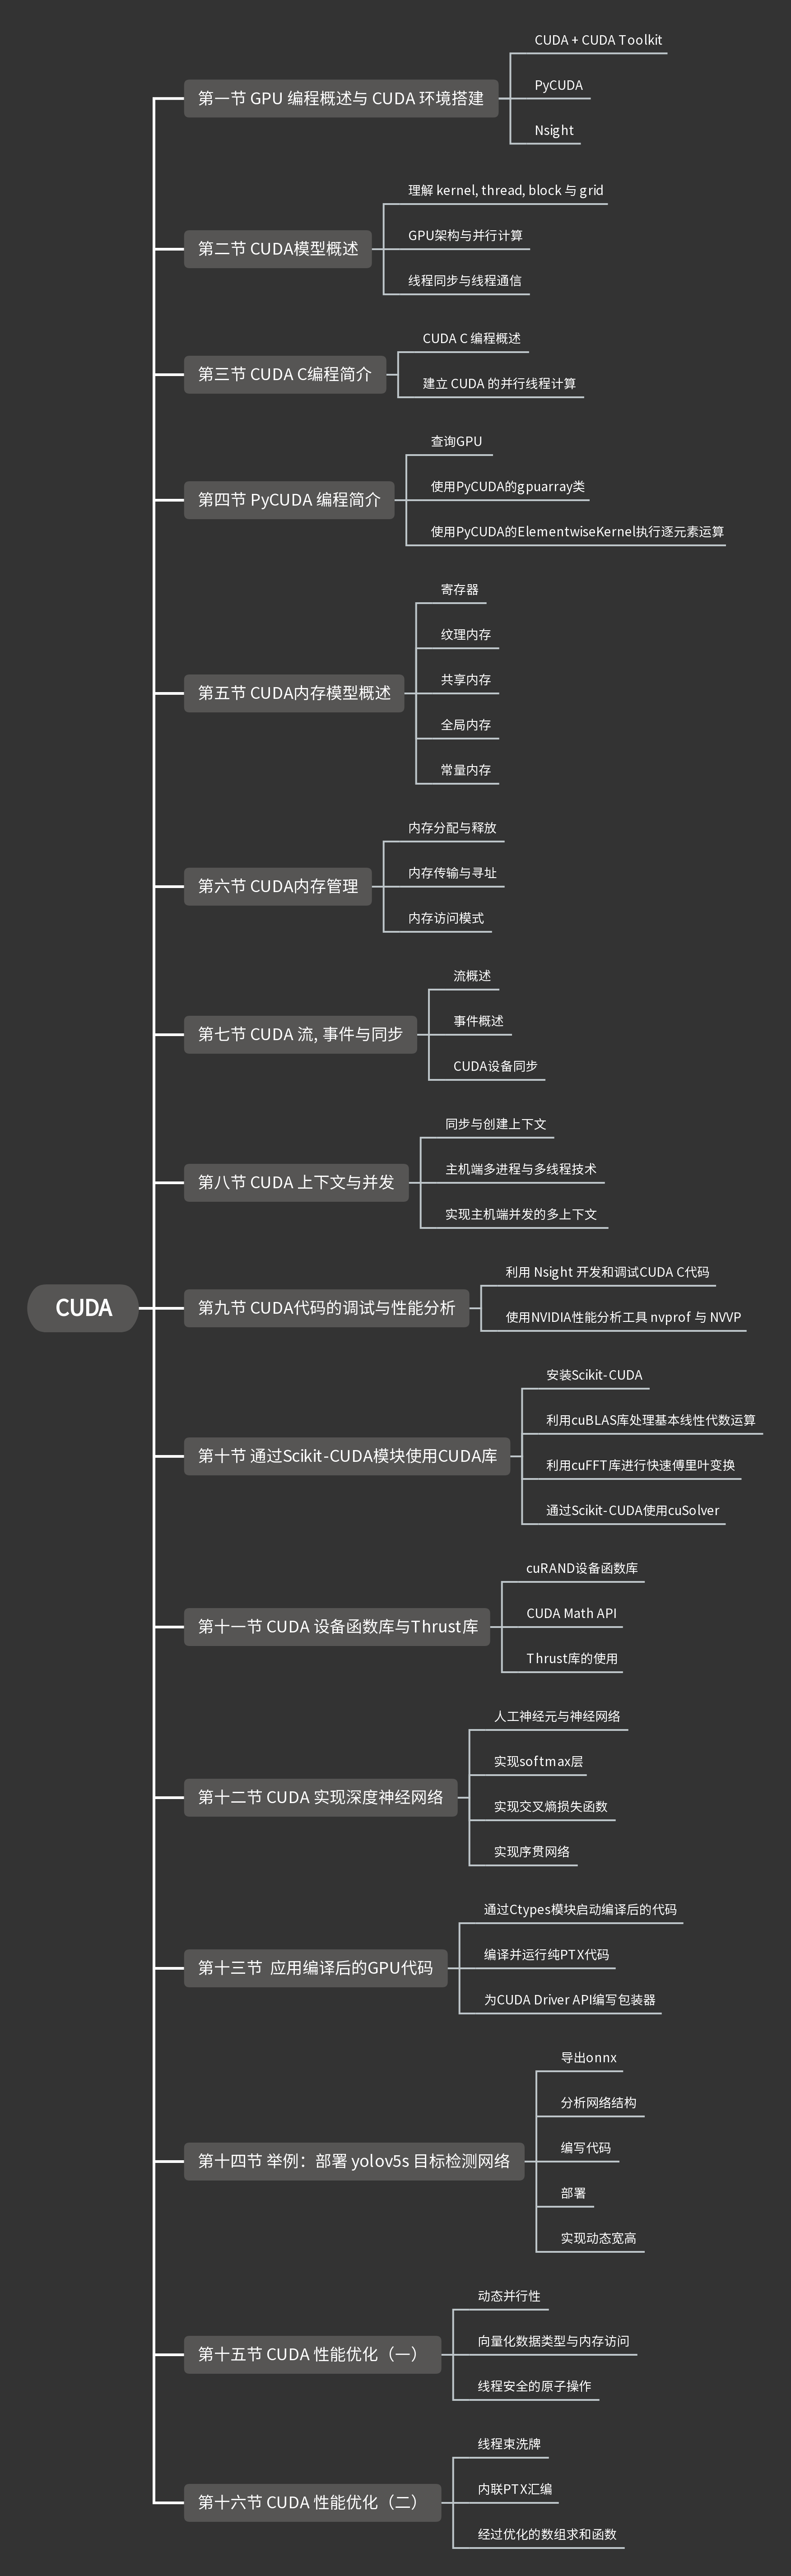 CUDA
第一节 GPU 编程概述与 CUDA 环境搭建
CUDA + CUDA Toolkit
PyCUDA
Nsight
第二节 CUDA模型概述
理解 kernel, thread, block 与 grid
GPU架构与并行计算
线程同步与线程通信
第三节 CUDA C编程简介
CUDA C 编程概述
建立 CUDA 的并行线程计算
第四节 PyCUDA 编程简介
查询GPU
使用PyCUDA的gpuarray类
使用PyCUDA的ElementwiseKernel执行逐元素运算
第五节 CUDA内存模型概述
寄存器
纹理内存
共享内存
全局内存
常量内存
第六节 CUDA内存管理
内存分配与释放
内存传输与寻址
内存访问模式
第七节 CUDA 流, 事件与同步
流概述
事件概述
CUDA设备同步
第八节 CUDA 上下文与并发
同步与创建上下文
主机端多进程与多线程技术
实现主机端并发的多上下文
第九节 CUDA代码的调试与性能分析
利用 Nsight 开发和调试CUDA C代码
使用NVIDIA性能分析工具 nvprof 与 NVVP
第十节 通过Scikit-CUDA模块使用CUDA库
安装Scikit-CUDA
利用cuBLAS库处理基本线性代数运算
利用cuFFT库进行快速傅里叶变换
通过Scikit-CUDA使用cuSolver
第十一节 CUDA 设备函数库与Thrust库
cuRAND设备函数库
CUDA Math API
Thrust库的使用
第十二节 CUDA 实现深度神经网络
人工神经元与神经网络
实现softmax层
实现交叉熵损失函数
实现序贯网络
第十三节 应用编译后的GPU代码
通过Ctypes模块启动编译后的代码
编译并运行纯PTX代码
为CUDA Driver API编写包装器
第十四节 举例：部署 yolov5s 目标检测网络
导出onnx
分析网络结构
编写代码
部署
实现动态宽高
第十五节 CUDA 性能优化（一）
动态并行性
向量化数据类型与内存访问
线程安全的原子操作
第十六节 CUDA 性能优化（二）
线程束洗牌
内联PTX汇编
经过优化的数组求和函数